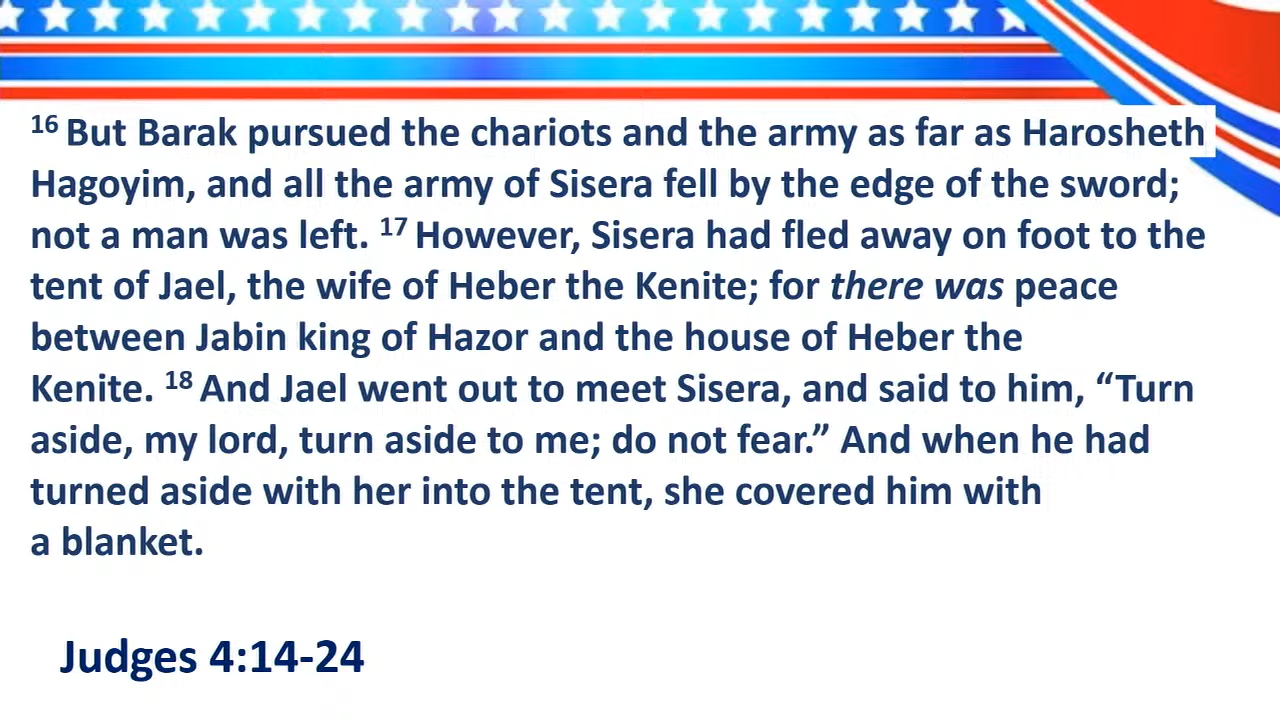 16 But Barak pursued the chariots and the army as far as Harosheth
Hagoyim, and all the army of Sisera fell by the edge of the sword;
not a man was left. 17 However, Sisera had fled away on foot to the
tent of Jael, the wife of Heber the Kenite; for there was peace
between Jabin king of Hazor and the house of Heber the
Kenite. 18 And Jael went out to meet Sisera, and said to him, “Turn
aside, my lord, turn aside to me; do not fear.” And when he had
turned aside with her into the tent, she covered him with
a blanket.
Judges 4:14-24